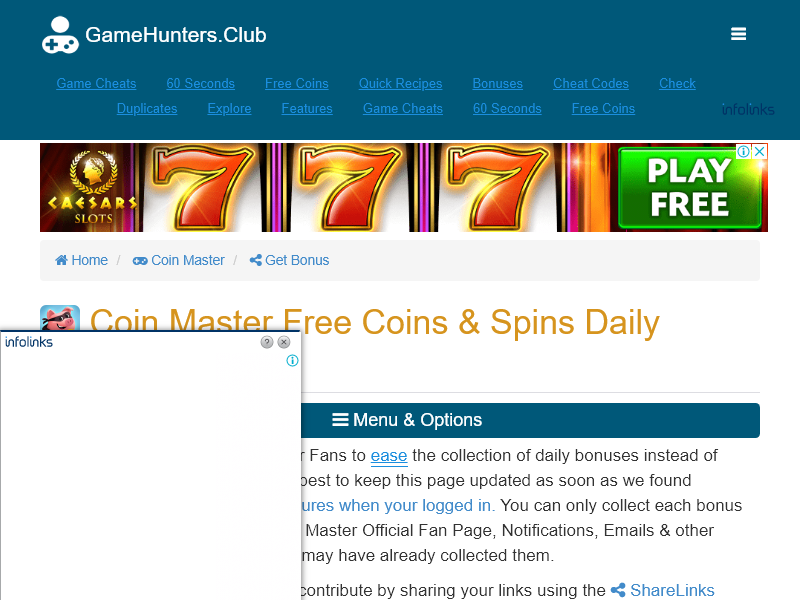 GameHunters.Club
Game Cheats 60 Seconds Free Coins Quick Recipes Bonuses Cheat Codes Check
Duplicates Explore Features Game Cheats 60 Seconds Free Coins
infolinks
CAESARS
SLOTS
7 7 7
PLAY
FREE
Home / Coin Master / Get Bonus
Coin Master Free Coins & Spins Daily
infolinks
Menu & Options
r Fans to ease the collection of daily bonuses instead of
best to keep this page updated as soon as we found
ures when your logged in. You can only collect each bonus
Master Official Fan Page, Notifications, Emails & other
may have already collected them.
contribute by sharing your links using the ShareLinks